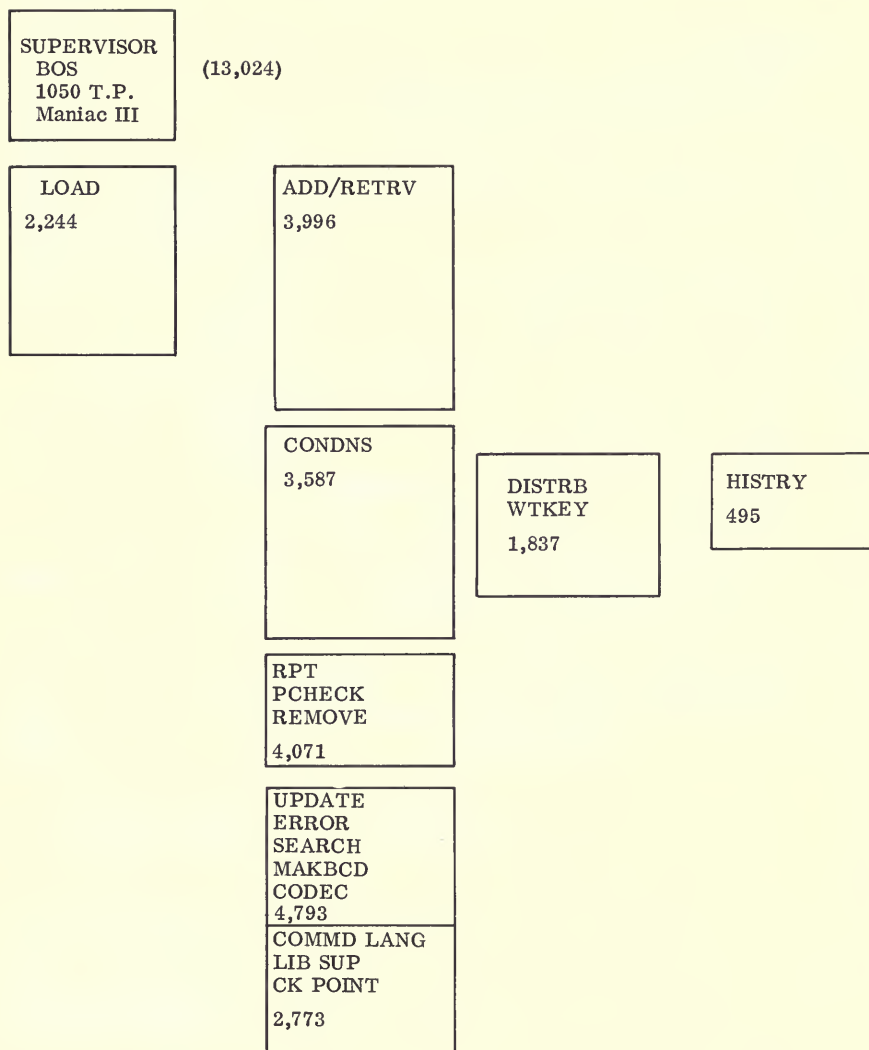 SUPERVISOR
BOS
1050 T.P.
Maniac III
(13,024)
LOAD
2,244
ADD/RETRV
3,996
CONDNS
3,587
DISTRB
WTKEY
1,837
HISTRY
495
RPT
PCHECK
REMOVE
4,071
UPDATE
ERROR
SEARCH
MAKBCD
CODEC
4,793
COMMD LANG
LIB SUP
CK POINT
2,773